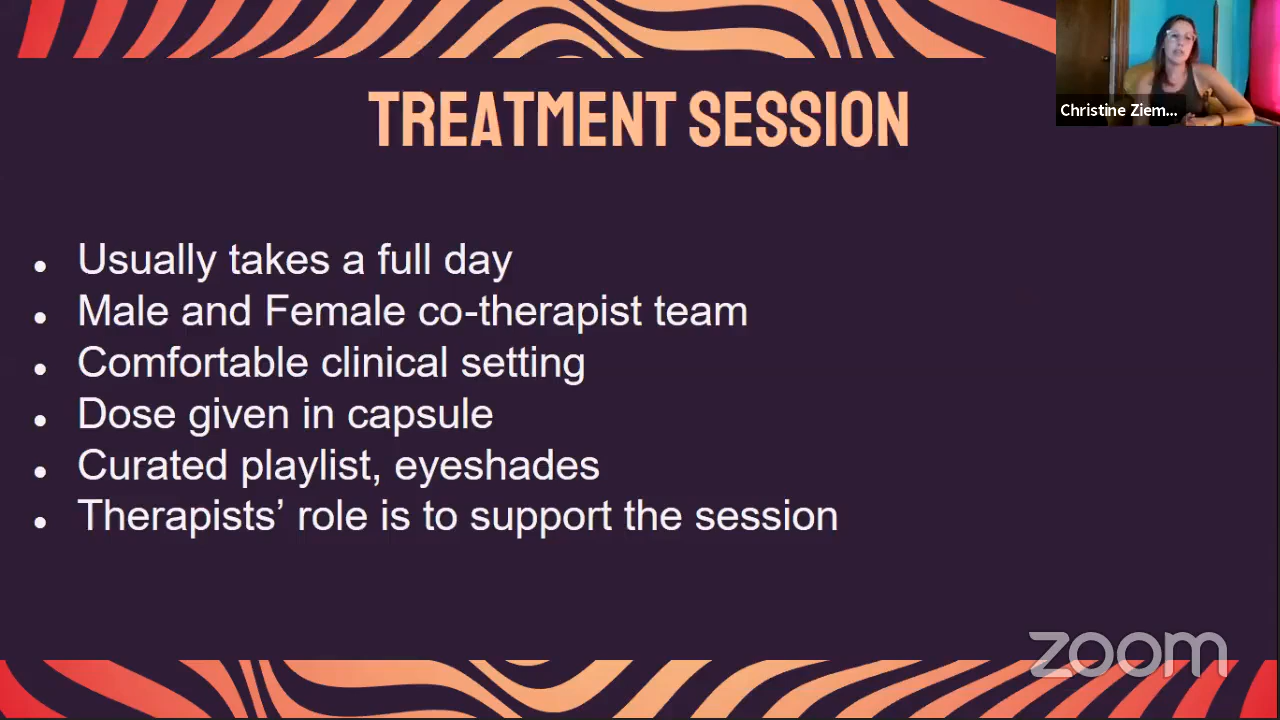 TREATMENT SESSION
Christine Ziem...
• Usually takes a full day
• Male and Female co-therapist team
• Comfortable clinical setting
• Dose given in capsule
• Curated playlist, eyeshades
• Therapists’ role is to support the session
zoom